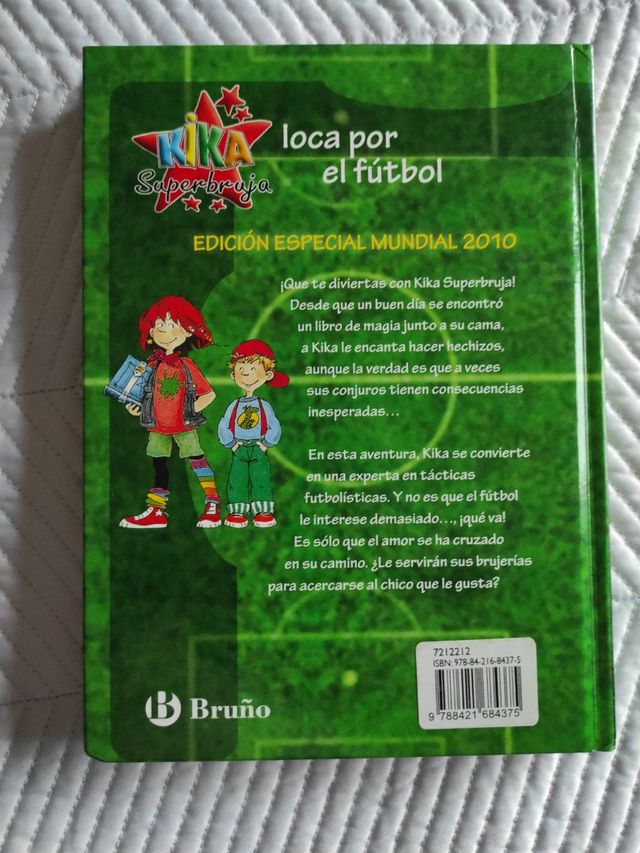 KIKA
Superbruja
loca por
el fútbol
EDICIÓN ESPECIAL MUNDIAL 2010
¡Que te diviertas con Kika Superbruja!
Desde que un buen día se encontró
un libro de magia junto a su cama,
a Kika le encanta hacer hechizos,
aunque la verdad es que a veces
sus conjuros tienen consecuencias
inesperadas...
En esta aventura, Kika se convierte
en una experta en tácticas
futbolísticas. Y no es que el fútbol
le interese demasiado..., ¡qué va!
Es sólo que el amor se ha cruzado
en su camino. ¿Le servirán sus brujerías
para acercarse al chico que le gusta?
7212212
ISBN: 978-84-216-8437-5
9 788421 684375
B Bruño